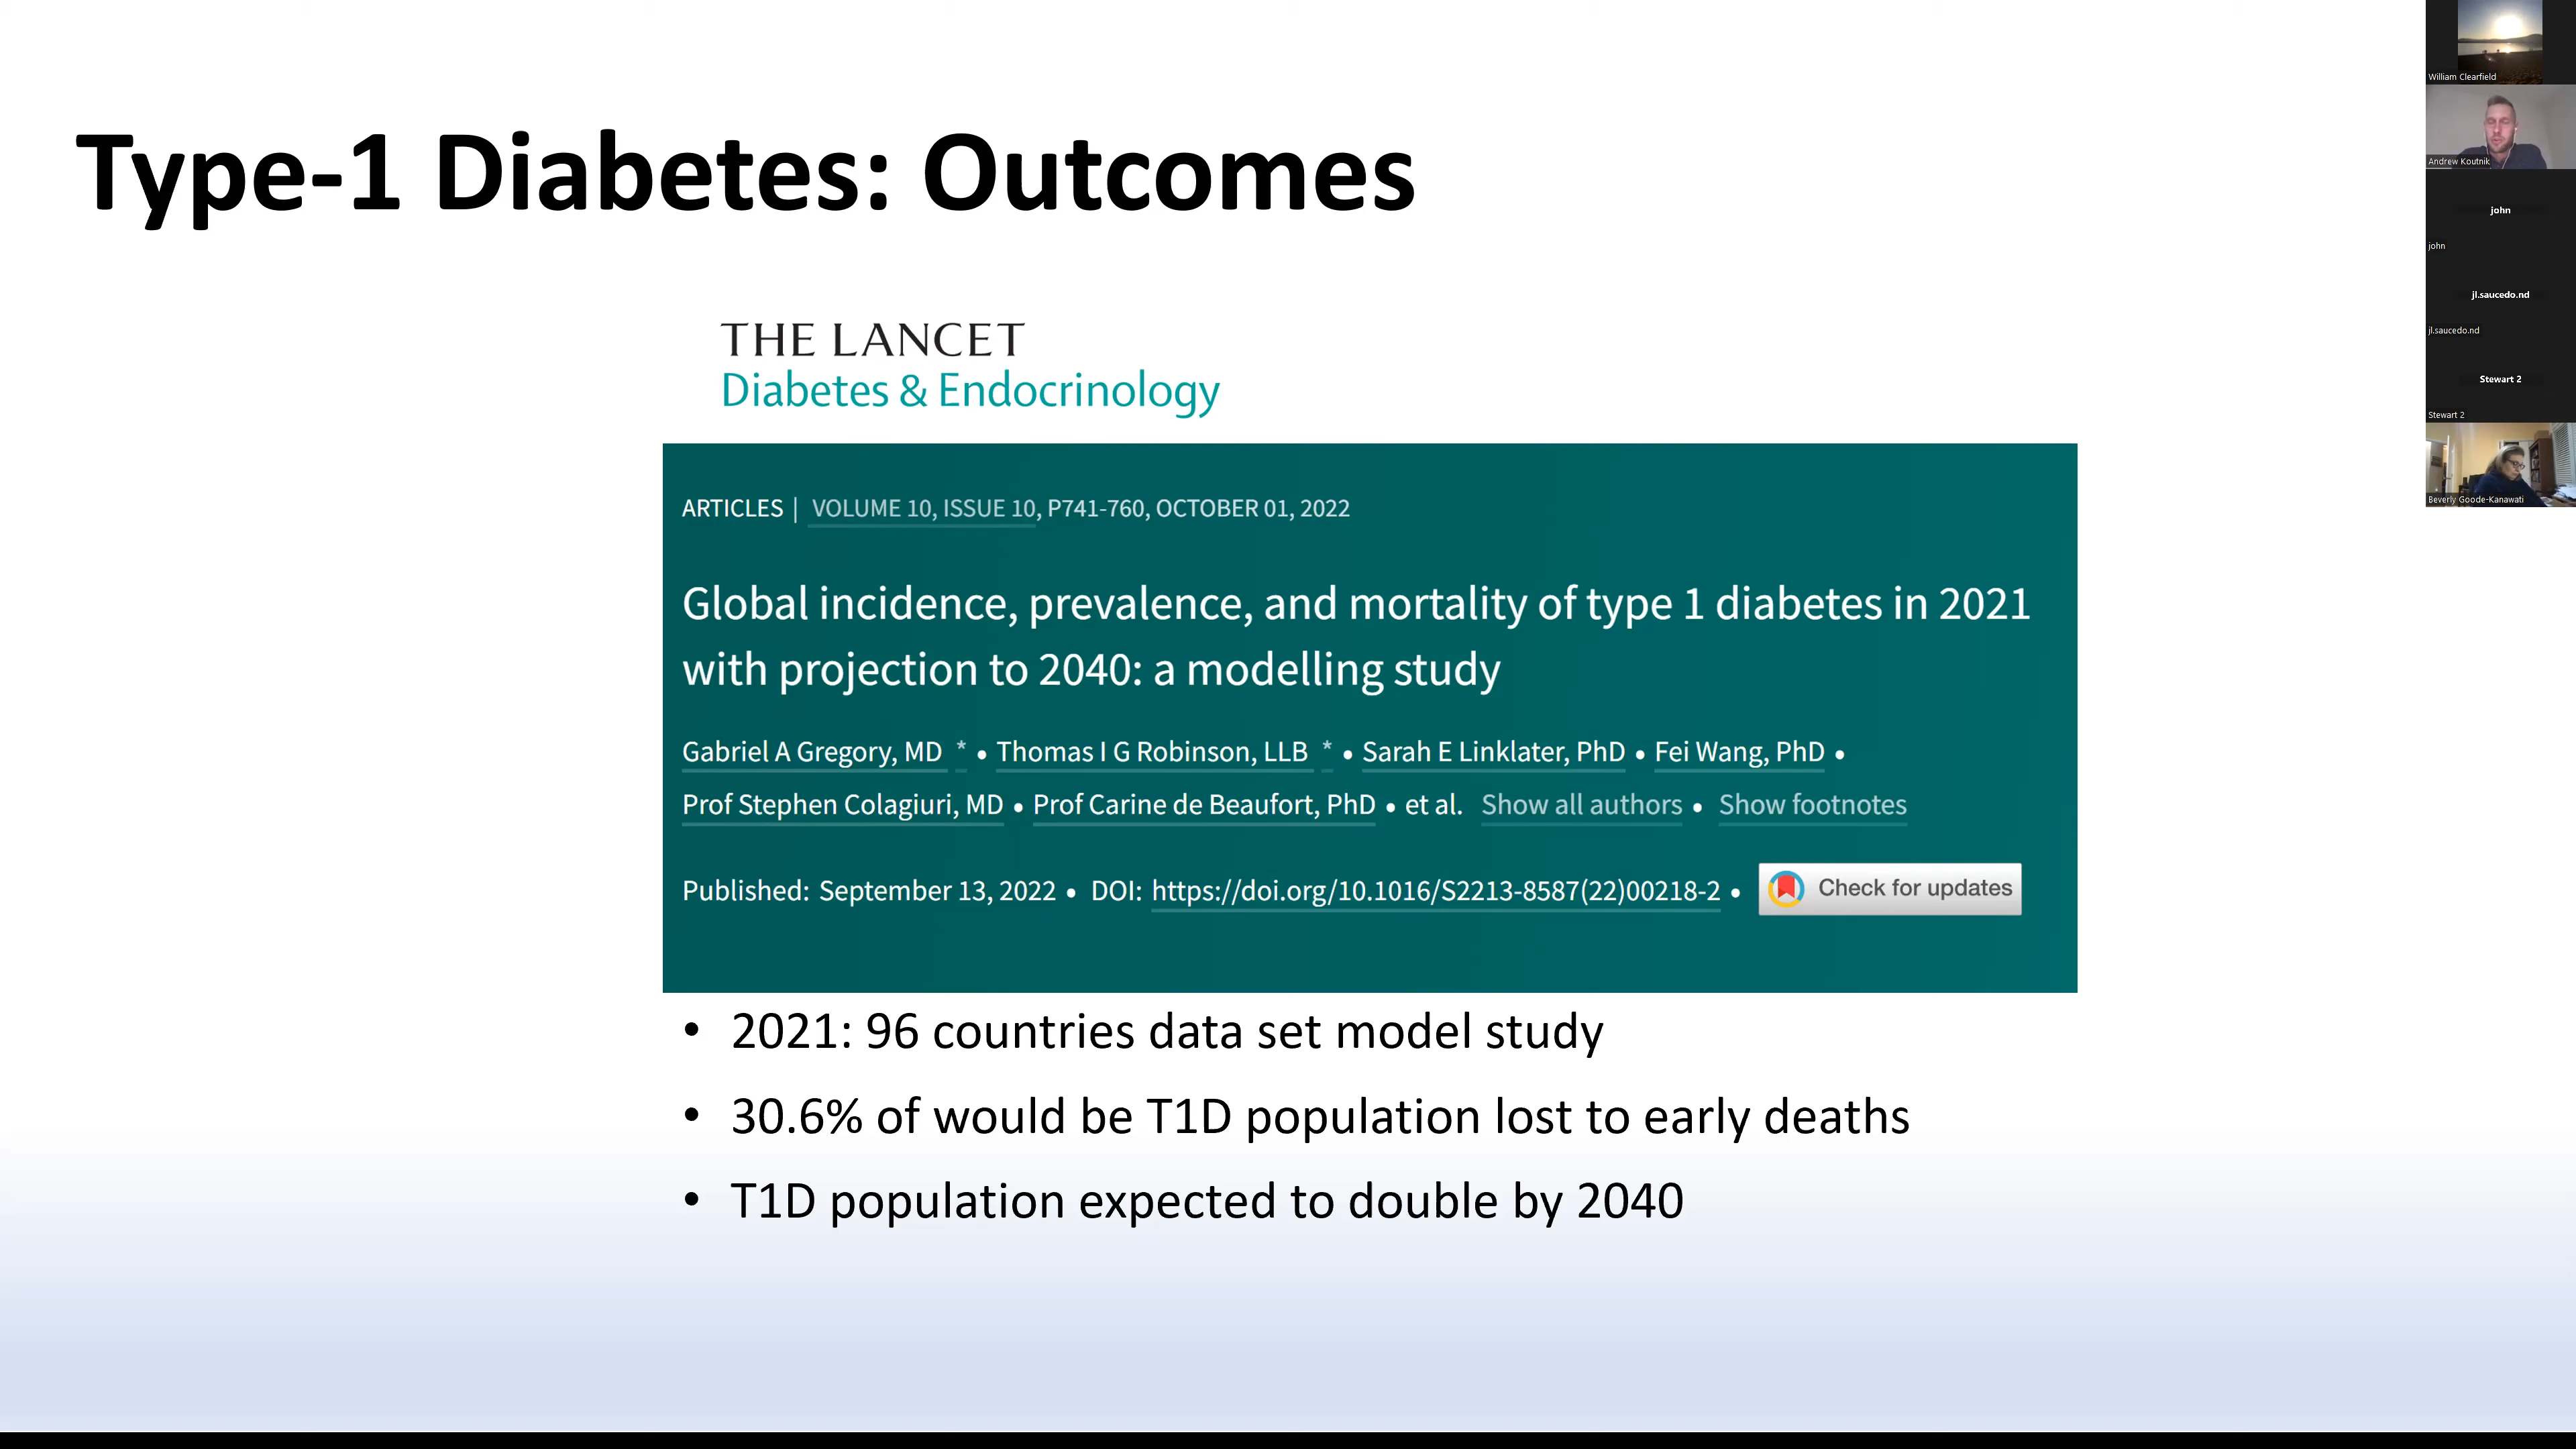 Type-1 Diabetes: Outcomes
THE LANCET
Diabetes & Endocrinology
ARTICLES | VOLUME 10, ISSUE 10, P741-760, OCTOBER 01, 2022
Global incidence, prevalence, and mortality of type 1 diabetes in 2021
with projection to 2040: a modelling study
Gabriel A Gregory, MD * • Thomas I G Robinson, LLB * • Sarah E Linklater, PhD • Fei Wang, PhD •
Prof Stephen Colagiuri, MD • Prof Carine de Beaufort, PhD • et al. Show all authors • Show footnotes
Published: September 13, 2022 • DOI: https://doi.org/10.1016/S2213-8587(22)00218-2 •
Check for updates
• 2021: 96 countries data set model study
• 30.6% of would be T1D population lost to early deaths
• T1D population expected to double by 2040
William Clearfield
Andrew Koutnik
john
john
jl.saucedo.nd
jl.saucedo.nd
Stewart 2
Stewart 2
Beverly Goode-Kanawati